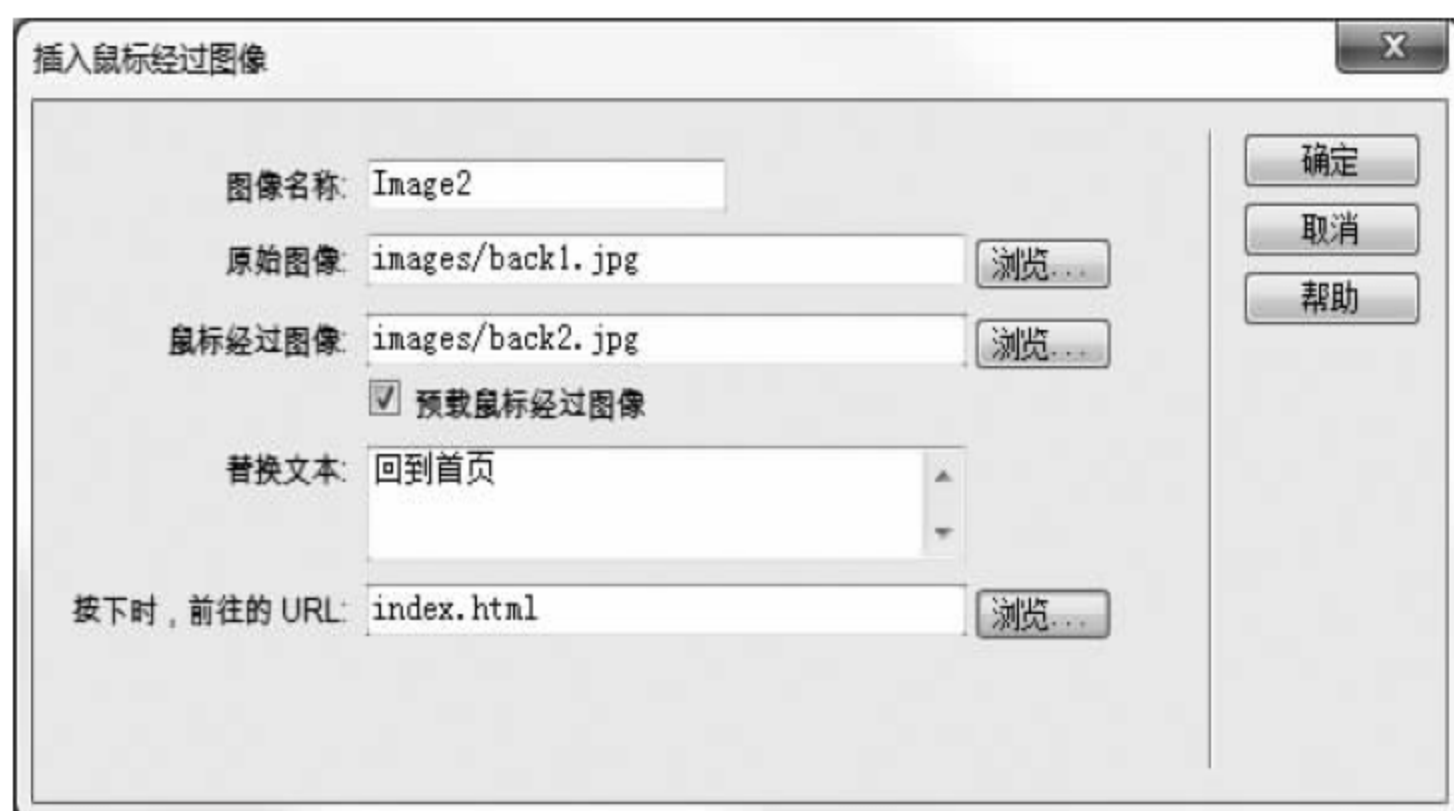 插入鼠标经过图像
X
图像名称: Image2
原始图像: images/back1.jpg 浏览...
鼠标经过图像: images/back2.jpg 浏览...
预载鼠标经过图像
替换文本: 回到首页
按下时，前往的 URL: index.html 浏览...
确定
取消
帮助